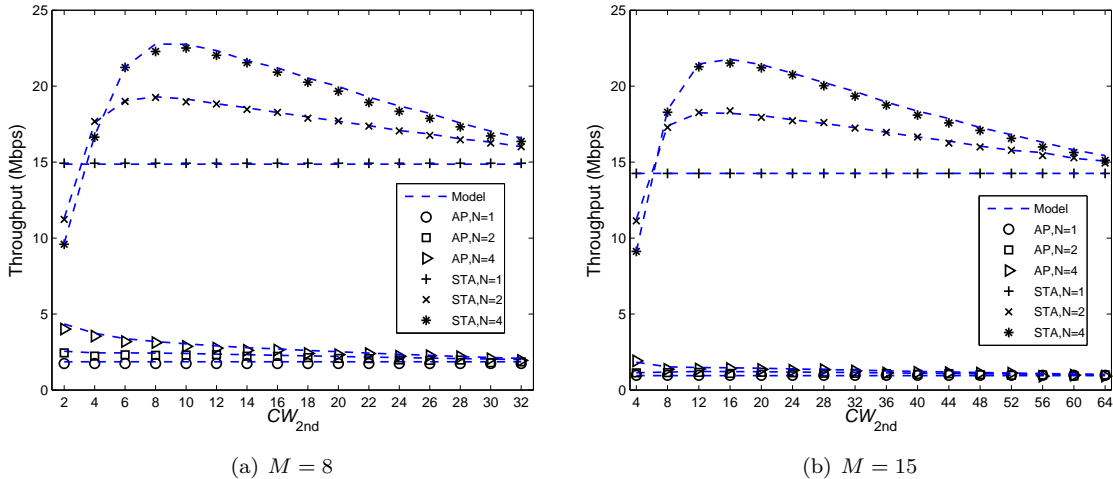 25
20
15
10
5
0
Throughput (Mbps)
2 4 6 8 10 12 14 16 18 20 22 24 26 28 30 32
CW2nd
Model
AP,N=1
AP,N=2
AP,N=4
STA,N=1
STA,N=2
STA,N=4
(a) M = 8
25
20
15
10
5
0
Throughput (Mbps)
4 8 12 16 20 24 28 32 36 40 44 48 52 56 60 64
CW2nd
Model
AP,N=1
AP,N=2
AP,N=4
STA,N=1
STA,N=2
STA,N=4
(b) M = 15